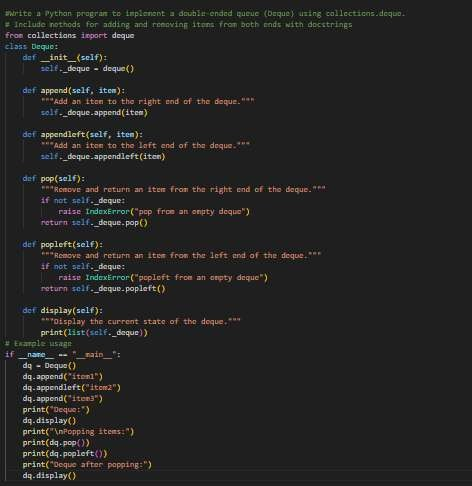 #Write a Python program to implement a double-ended queue (Deque) using collections.deque.
# Include methods for adding and removing items from both ends with docstrings
from collections import deque
class Deque:
    def __init__(self):
        self._deque = deque()

    def append(self, item):
        """Add an item to the right end of the deque."""
        self._deque.append(item)

    def appendleft(self, item):
        """Add an item to the left end of the deque."""
        self._deque.appendleft(item)

    def pop(self):
        """Remove and return an item from the right end of the deque."""
        if not self._deque:
            raise IndexError("pop from an empty deque")
        return self._deque.pop()

    def popleft(self):
        """Remove and return an item from the left end of the deque."""
        if not self._deque:
            raise IndexError("popleft from an empty deque")
        return self._deque.popleft()

    def display(self):
        """Display the current state of the deque."""
        print(list(self._deque))
# Example usage
if __name__ == "__main__":
    dq = Deque()
    dq.append("item1")
    dq.appendleft("item2")
    dq.append("item3")
    print("Deque:")
    dq.display()
    print("\nPopping items:")
    print(dq.pop())
    print(dq.popleft())
    print("Deque after popping:")
    dq.display()